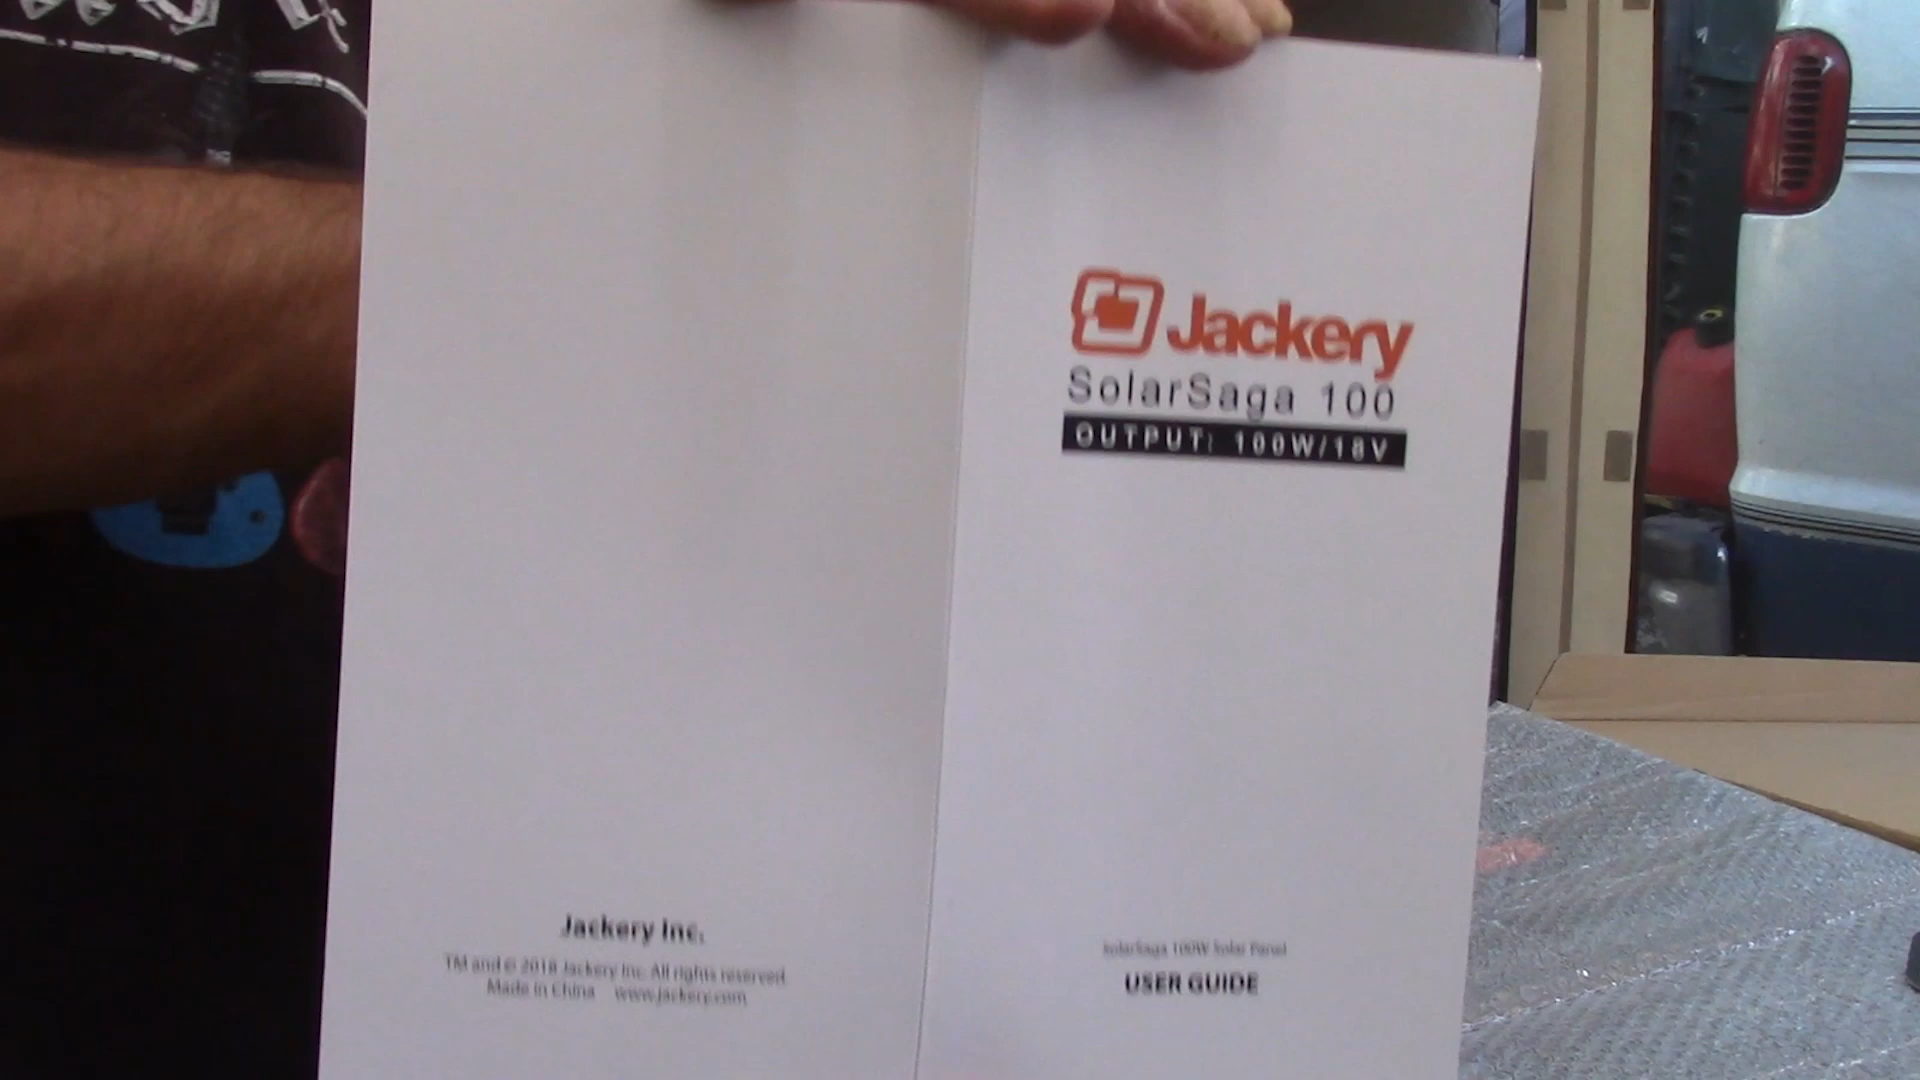 Jackery
SolarSaga 100
OUTPUT: 100W/18V
SolarSaga 100W Solar Panel
USER GUIDE
Jackery Inc.
TM and © 2018 Jackery Inc. All rights reserved.
Made in China www.jackery.com